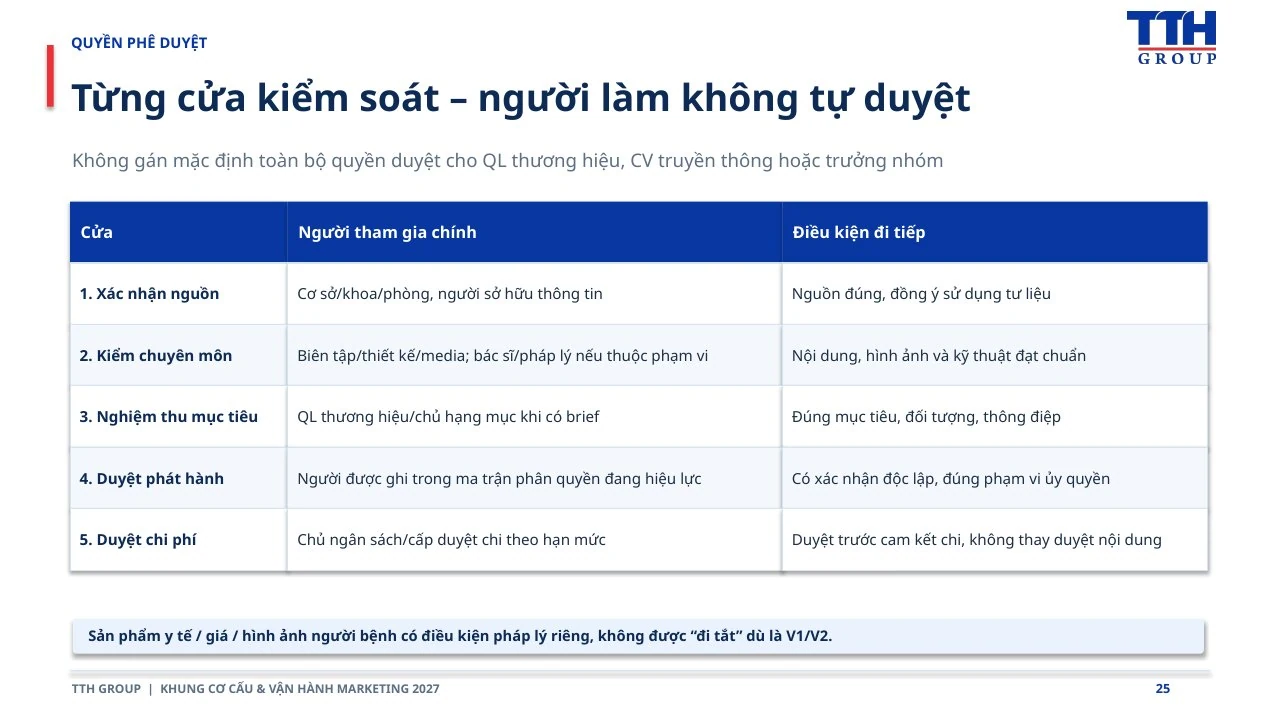 QUYỀN PHÊ DUYỆT
TTH
GROUP
Từng cửa kiểm soát – người làm không tự duyệt
Không gán mặc định toàn bộ quyền duyệt cho QL thương hiệu, CV truyền thông hoặc trưởng nhóm
Cửa
Người tham gia chính
Điều kiện đi tiếp
1. Xác nhận nguồn
Cơ sở/khoa/phòng, người sở hữu thông tin
Nguồn đúng, đồng ý sử dụng tư liệu
2. Kiểm chuyên môn
Biên tập/thiết kế/media; bác sĩ/pháp lý nếu thuộc phạm vi
Nội dung, hình ảnh và kỹ thuật đạt chuẩn
3. Nghiệm thu mục tiêu
QL thương hiệu/chủ hạng mục khi có brief
Đúng mục tiêu, đối tượng, thông điệp
4. Duyệt phát hành
Người được ghi trong ma trận phân quyền đang hiệu lực
Có xác nhận độc lập, đúng phạm vi ủy quyền
5. Duyệt chi phí
Chủ ngân sách/cấp duyệt chi theo hạn mức
Duyệt trước cam kết chi, không thay duyệt nội dung
Sản phẩm y tế / giá / hình ảnh người bệnh có điều kiện pháp lý riêng, không được “đi tắt” dù là V1/V2.
TTH GROUP | KHUNG CƠ CẤU & VẬN HÀNH MARKETING 2027
25